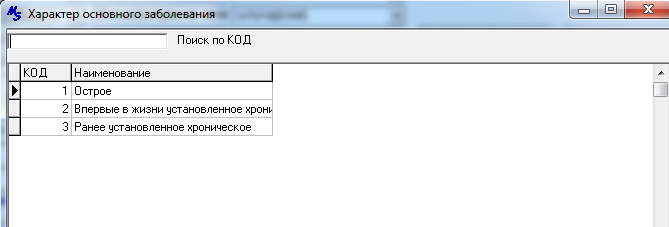 Характер основного заболевания
Поиск по КОД
КОД Наименование
1 Острое
2 Впервые в жизни установленное хрони
3 Ранее установленное хроническое